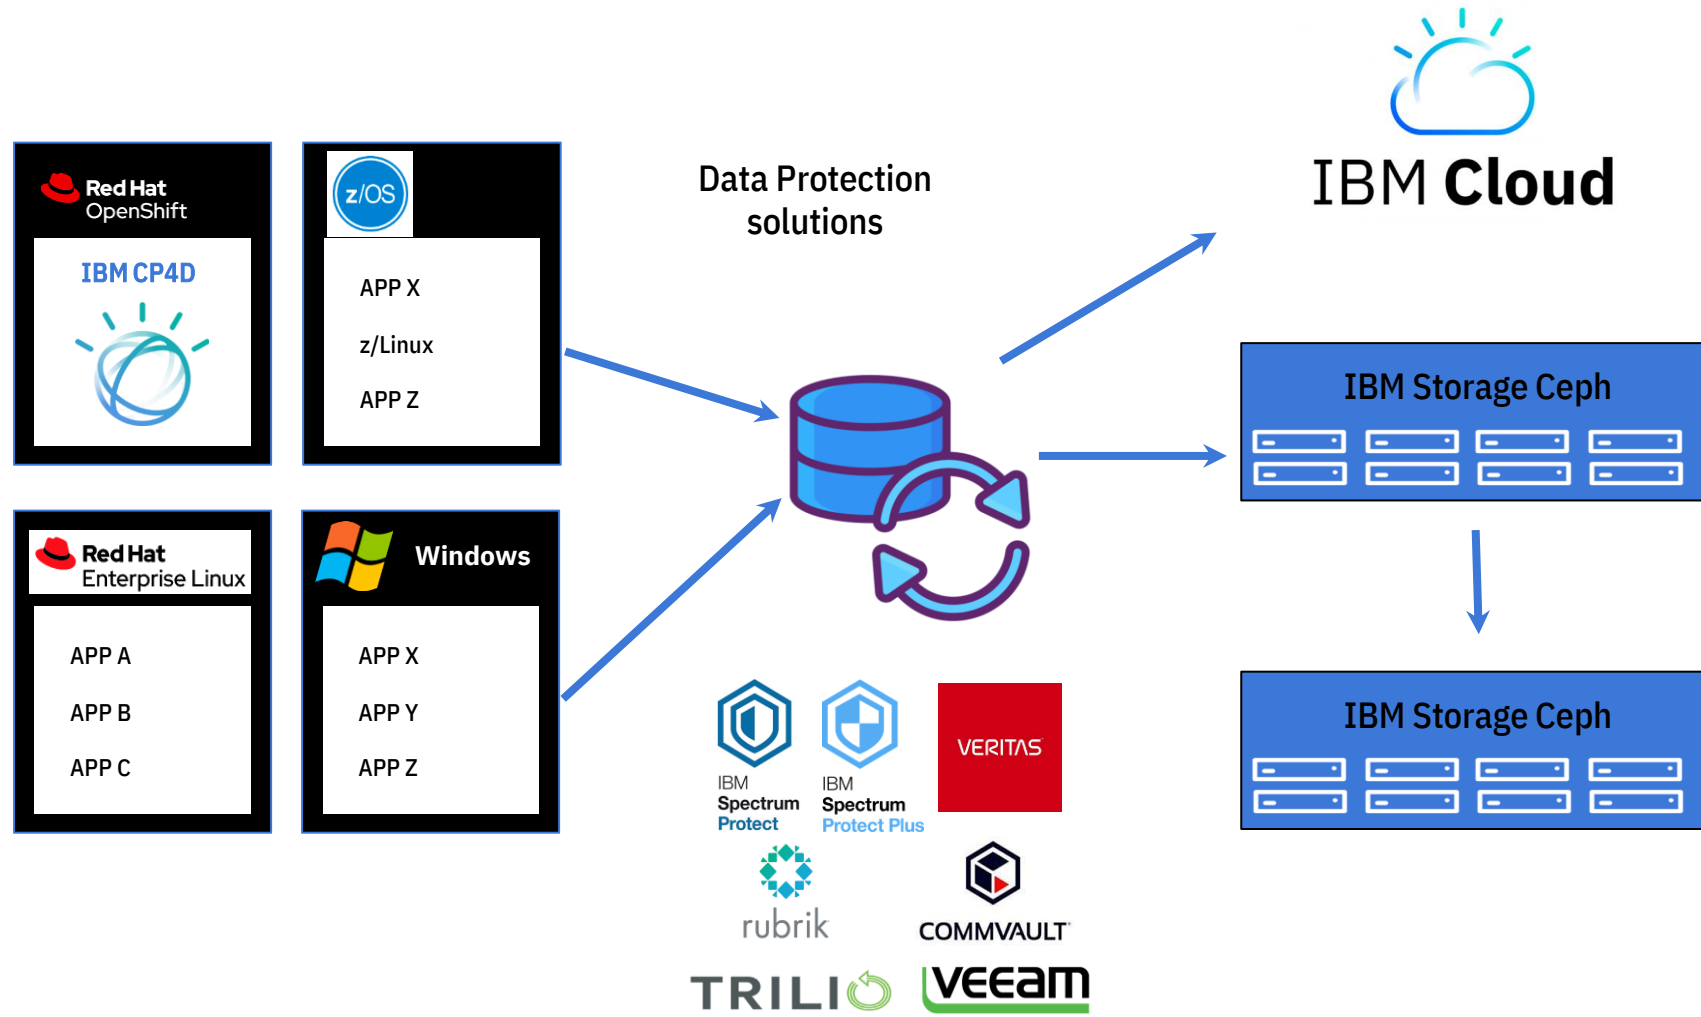 IBM Cloud
Red Hat
OpenShift
IBM CP4D
z/OS
APP X
z/Linux
APP Z
Data Protection
solutions
IBM Storage Ceph
Red Hat
Enterprise Linux
APP A
APP B
APP C
Windows
APP X
APP Y
APP Z
IBM Storage Ceph
IBM
Spectrum
Protect
IBM
Spectrum
Protect Plus
VERITAS
rubrik
COMMVAULT
TRILIO
veeam